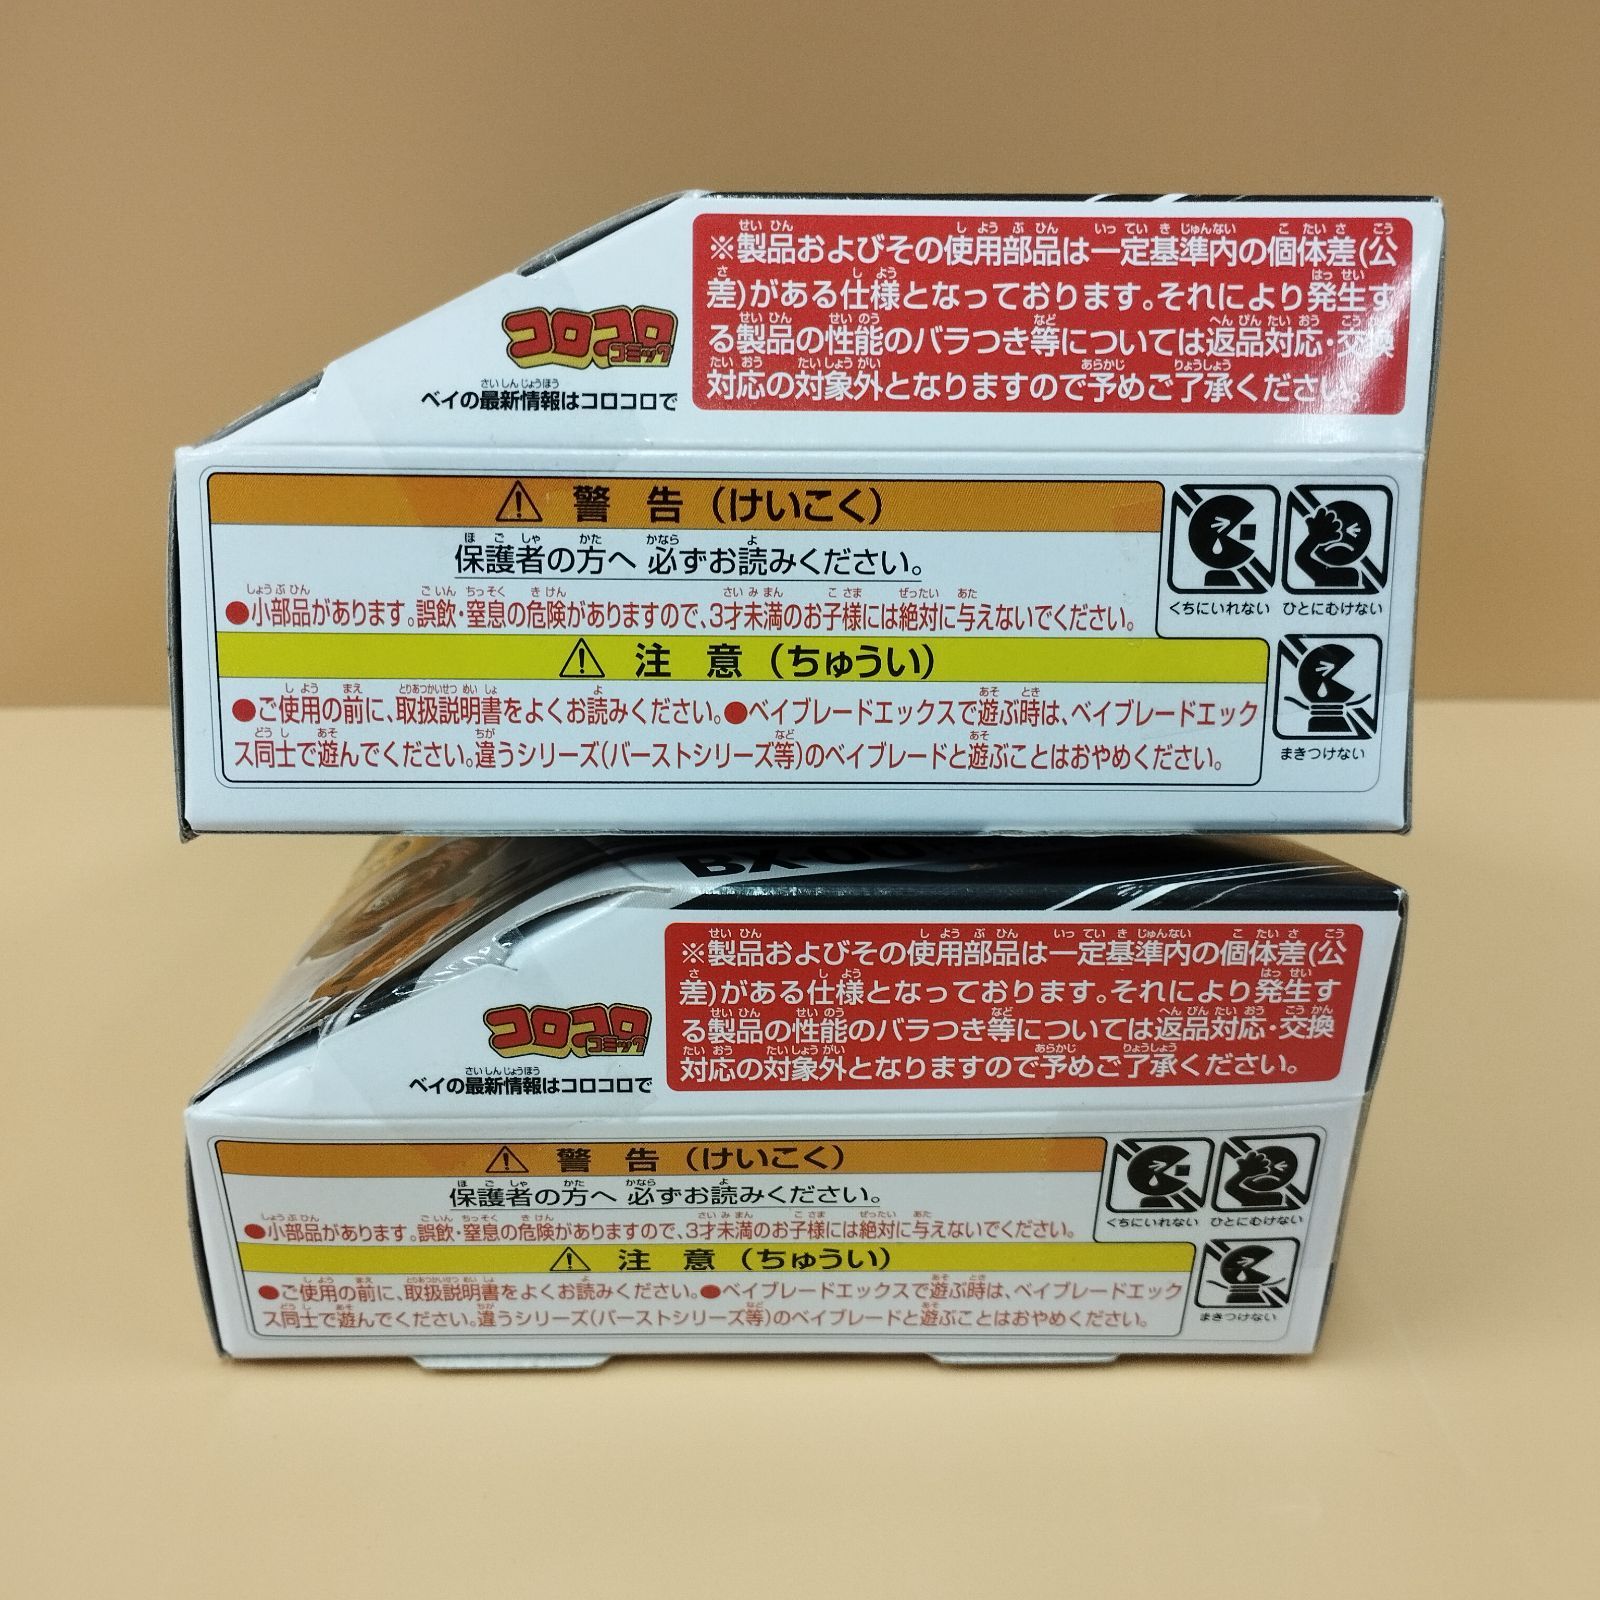 ※製品およびその使用部品は一定基準内の個体差(公
差)がある仕様となっております。それにより発生す
る製品の性能のバラつき等については返品対応・交換
対応の対象外となりますので予めご了承ください。
コロコロ
コミック
ベイの最新情報はコロコロで
⚠ 警 告 (けいこく)
保護者の方へ 必ずお読みください。
●小部品があります。誤飲・窒息の危険がありますので、3才未満のお子様には絶対に与えないでください。
⚠ 注 意 (ちゅうい)
●ご使用の前に、取扱説明書をよくお読みください。●ベイブレードエックスで遊ぶ時は、ベイブレードエック
ス同士で遊んでください。違うシリーズ(バーストシリーズ等)のベイブレードと遊ぶことはおやめください。
くちにいれない ひとにむけない
まきつけない
BX-00
※製品およびその使用部品は一定基準内の個体差(公
差)がある仕様となっております。それにより発生す
る製品の性能のバラつき等については返品対応・交換
対応の対象外となりますので予めご了承ください。
コロコロ
コミック
ベイの最新情報はコロコロで
⚠ 警 告 (けいこく)
保護者の方へ 必ずお読みください。
●小部品があります。誤飲・窒息の危険がありますので、3才未満のお子様には絶対に与えないでください。
⚠ 注 意 (ちゅうい)
●ご使用の前に、取扱説明書をよくお読みください。●ベイブレードエックスで遊ぶ時は、ベイブレードエック
ス同士で遊んでください。違うシリーズ(バーストシリーズ等)のベイブレードと遊ぶことはおやめください。
くちにいれない ひとにむけない
まきつけない